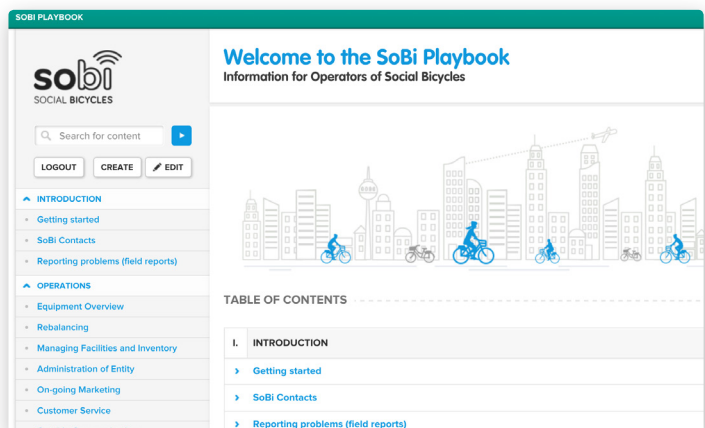 SOBI PLAYBOOK
sobi
SOCIAL BICYCLES
Search for content
LOGOUT CREATE EDIT
INTRODUCTION
Getting started
SoBi Contacts
Reporting problems (field reports)
OPERATIONS
Equipment Overview
Rebalancing
Managing Facilities and Inventory
Administration of Entity
On-going Marketing
Customer Service
Welcome to the SoBi Playbook
Information for Operators of Social Bicycles
TABLE OF CONTENTS
I. INTRODUCTION
Getting started
SoBi Contacts
Reporting problems (field reports)